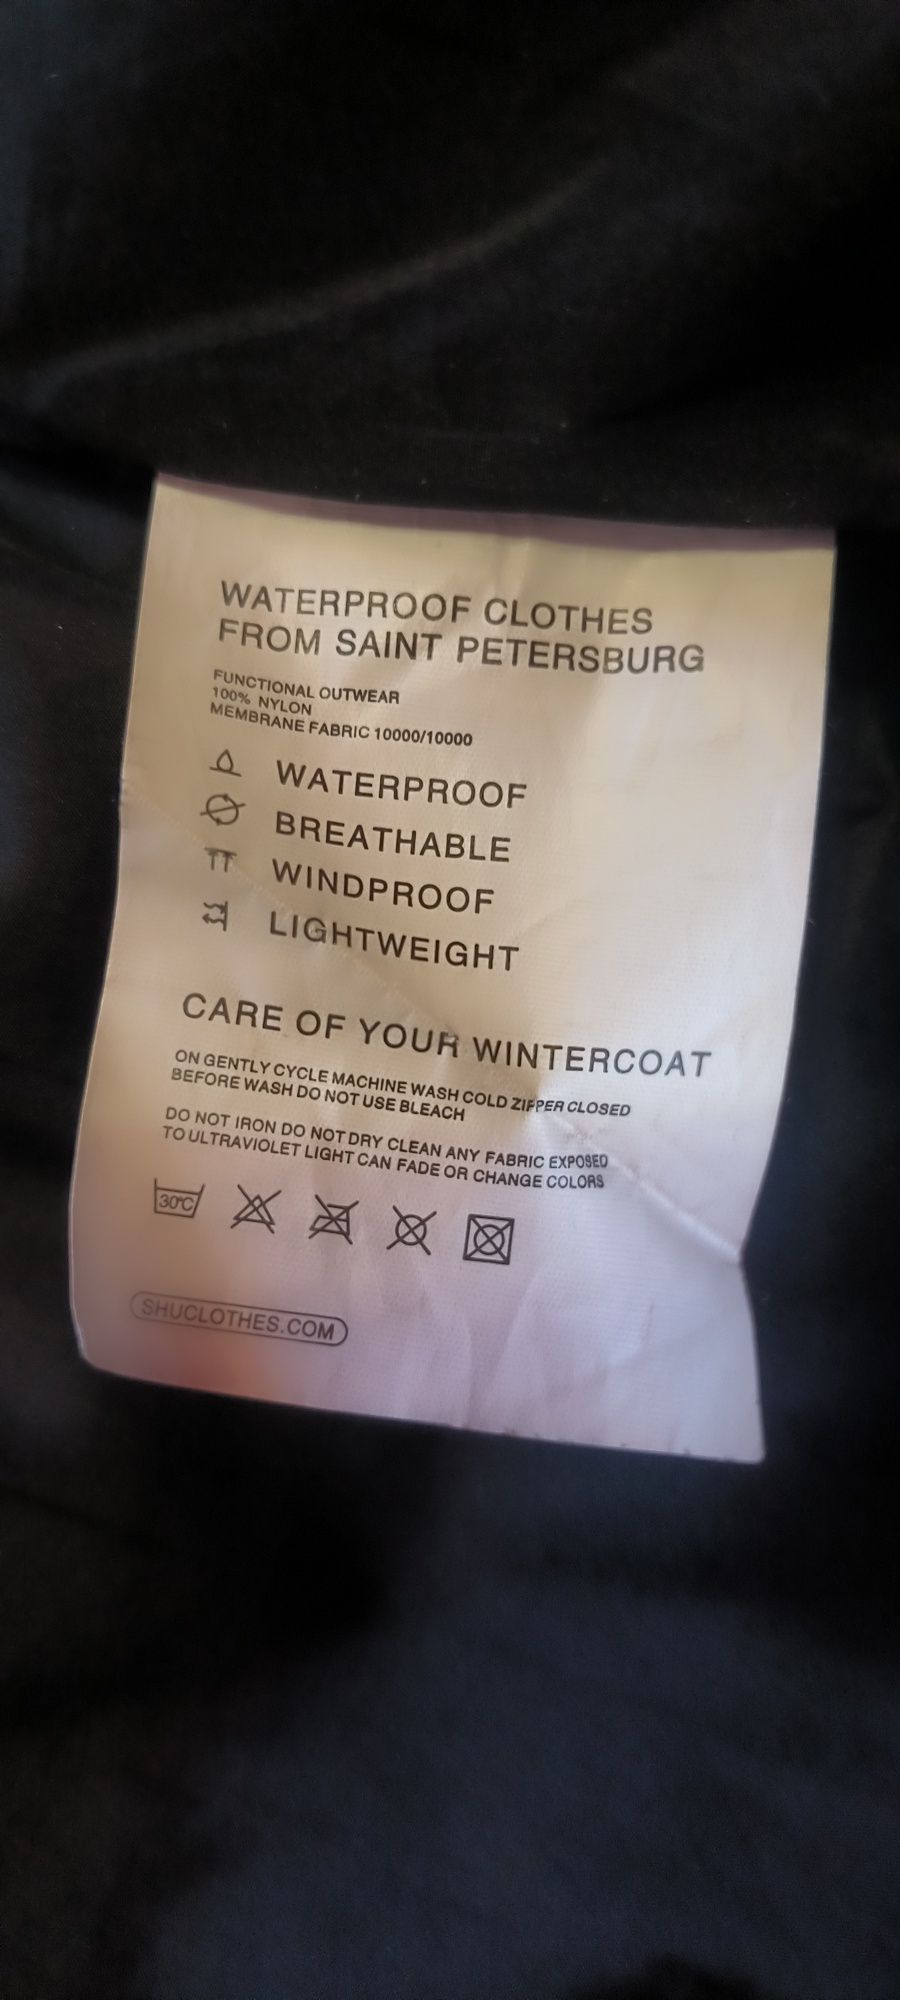 WATERPROOF CLOTHES
FROM SAINT PETERSBURG
FUNCTIONAL OUTWEAR
100% NYLON
MEMBRANE FABRIC 10000/10000
WATERPROOF
BREATHABLE
WINDPROOF
LIGHTWEIGHT
CARE OF YOUR WINTERCOAT
ON GENTLY CYCLE MACHINE WASH COLD ZIPPER CLOSED
BEFORE WASH DO NOT USE BLEACH
DO NOT IRON DO NOT DRY CLEAN ANY FABRIC EXPOSED
TO ULTRAVIOLET LIGHT CAN FADE OR CHANGE COLORS
30°C
SHUCLOTHES.COM